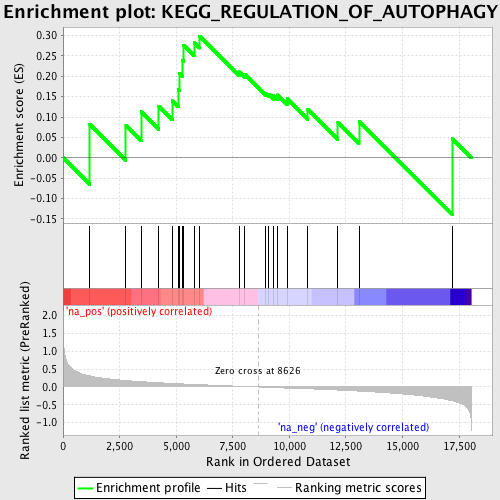 Enrichment plot: KEGG_REGULATION_OF_AUTOPHAGY
Enrichment score (ES)
0.30
0.25
0.20
0.15
0.10
0.05
0.00
-0.05
-0.10
-0.15
'na_pos' (positively correlated)
Ranked list metric (PreRanked)
2.0
1.5
1.0
0.5
0.0
-0.5
-1.0
Zero cross at 8626
'na_neg' (negatively correlated)
0 2,500 5,000 7,500 10,000 12,500 15,000 17,500
Rank in Ordered Dataset
Enrichment profile Hits Ranking metric scores